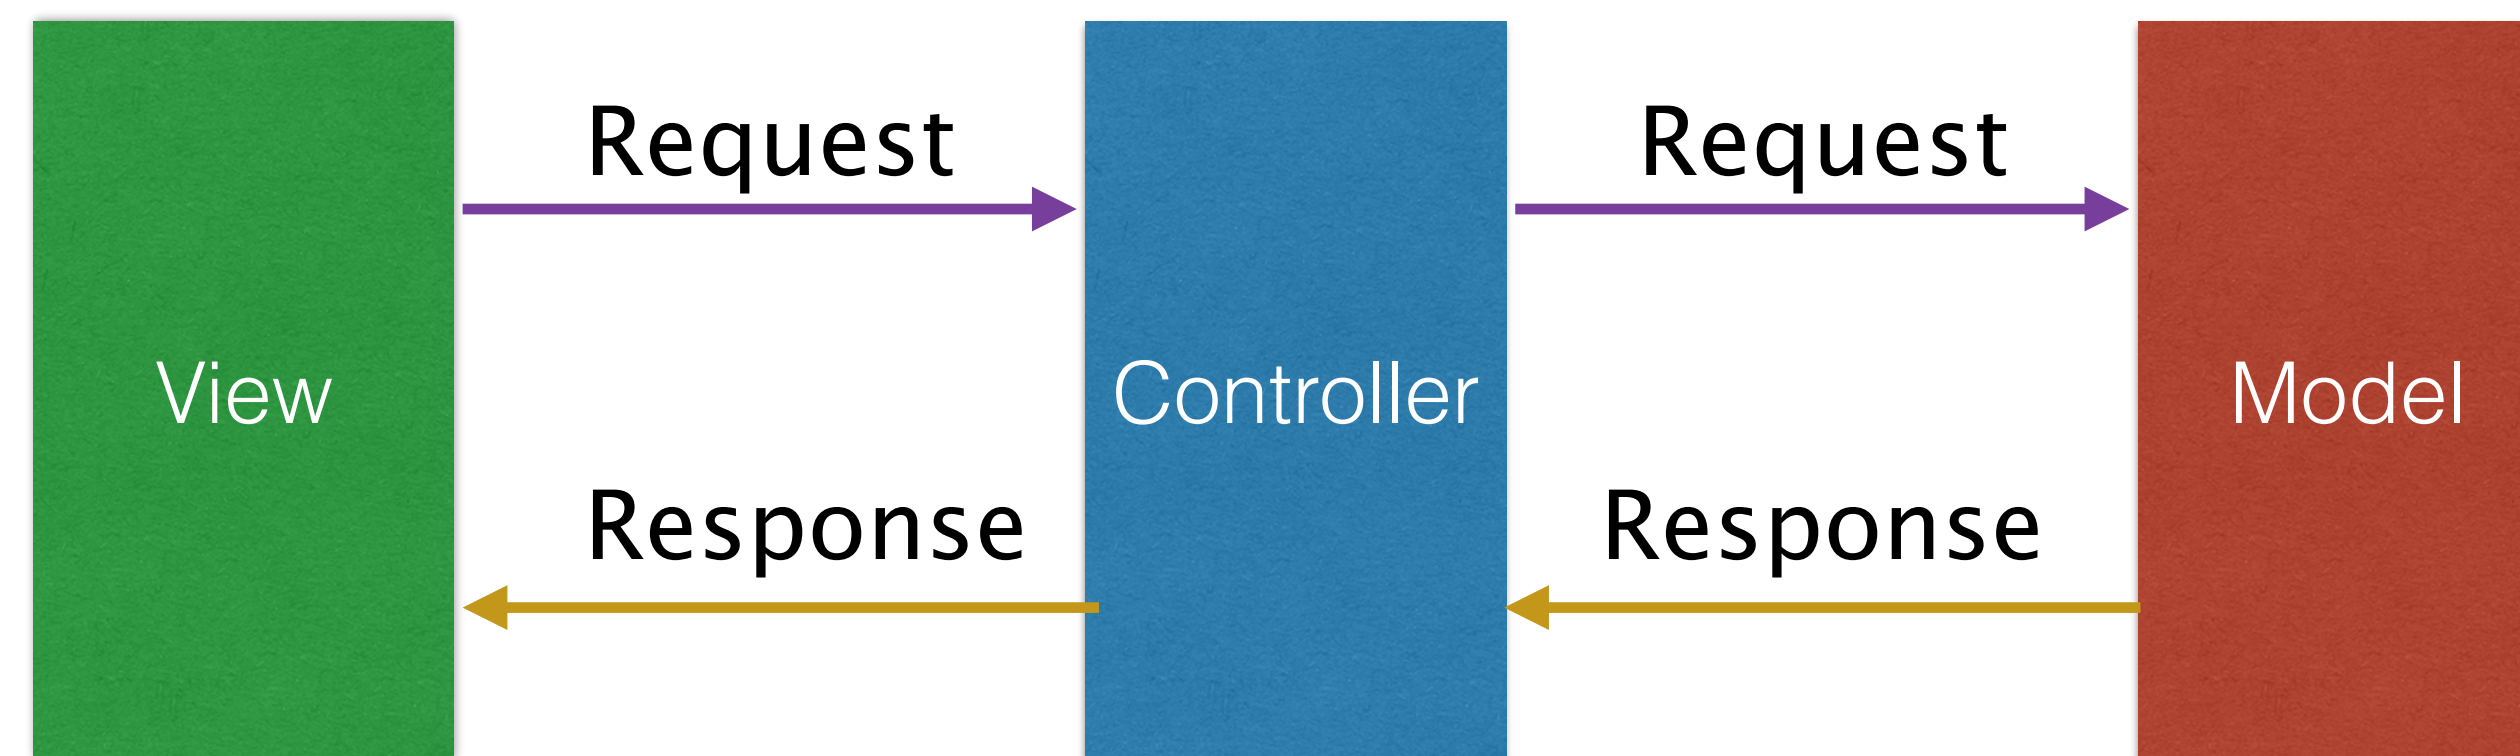 Request
Request
View
Controller
Model
Response
Response